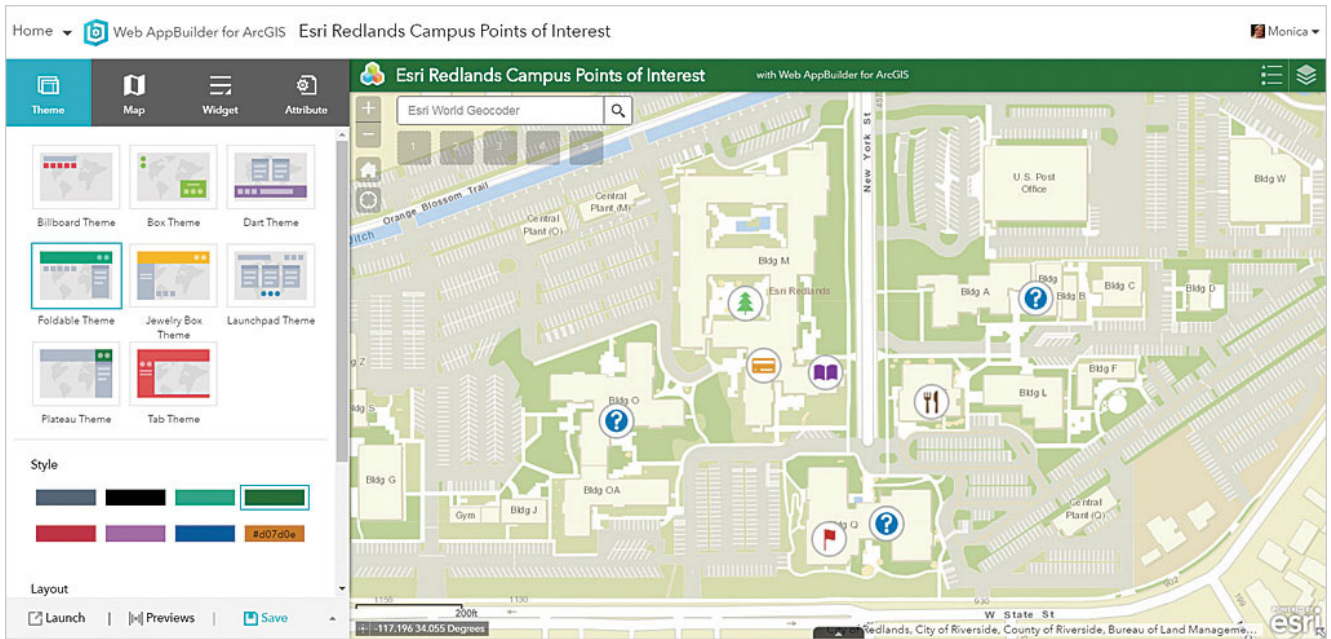 Home
Web AppBuilder for ArcGIS
Esri Redlands Campus Points of Interest
Monica
Theme
Map
Widget
Attribute
Billboard Theme
Box Theme
Dart Theme
Foldable Theme
Jewelry Box
Theme
Launchpad Theme
Plateau Theme
Tab Theme
Style
#d07d0e
Layout
Launch
|
Previews
|
Save
Esri Redlands Campus Points of Interest
with Web AppBuilder for ArcGIS
+
Esri World Geocoder
−
1
2
3
4
5
New York St
U.S. Post
Office
Bldg W
Orange Blossom Trail
Central
Plant (M)
Central
Plant (O)
Bldg M
Esri Redlands
Bldg A
Bldg
Bldg B
Bldg C
Bldg D
Bldg F
Bldg L
Bldg O
Bldg G
Bldg OA
Gym
Bldg J
Central
Plant (Q)
1130
930
902
200ft
W State St
-117.196 34.055 Degrees
of Redlands, City of Riverside, County of Riverside, Bureau of Land Manageme...
POWERED BY
esri